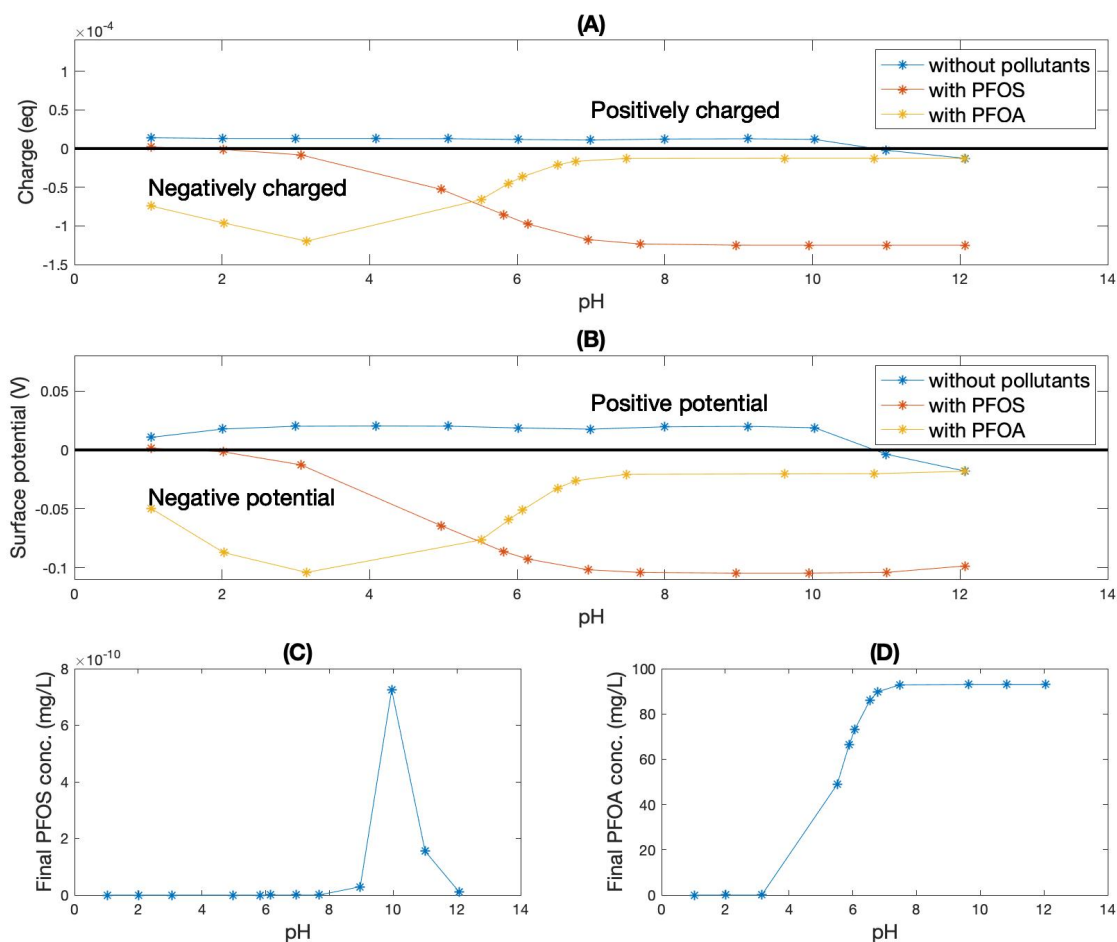 (A)
×10⁻⁴
1
0.5
0
-0.5
-1
-1.5
Charge (eq)
without pollutants
with PFOS
with PFOA
Positively charged
Negatively charged
0 2 4 6 8 10 12 14
pH
(B)
0.05
0
-0.05
-0.1
Surface potential (V)
without pollutants
with PFOS
with PFOA
Positive potential
Negative potential
0 2 4 6 8 10 12 14
pH
(C)
×10⁻¹⁰
8
6
4
2
0
Final PFOS conc. (mg/L)
0 2 4 6 8 10 12 14
pH
(D)
100
80
60
40
20
0
Final PFOA conc. (mg/L)
0 2 4 6 8 10 12 14
pH